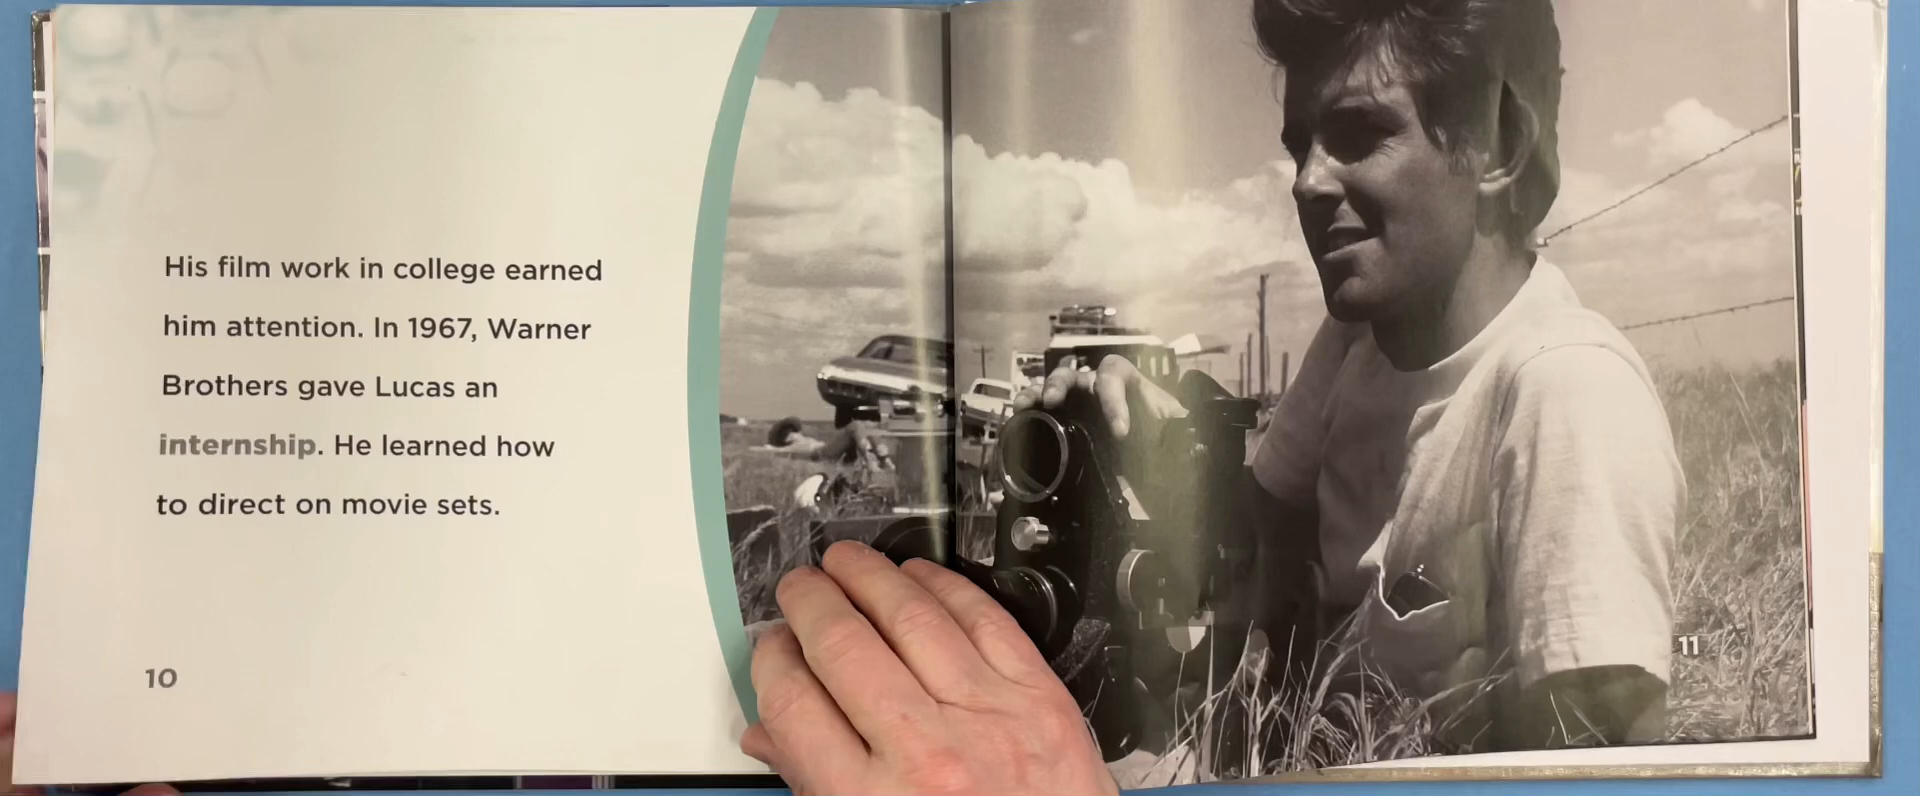 His film work in college earned
him attention. In 1967, Warner
Brothers gave Lucas an
internship. He learned how
to direct on movie sets.
10
11